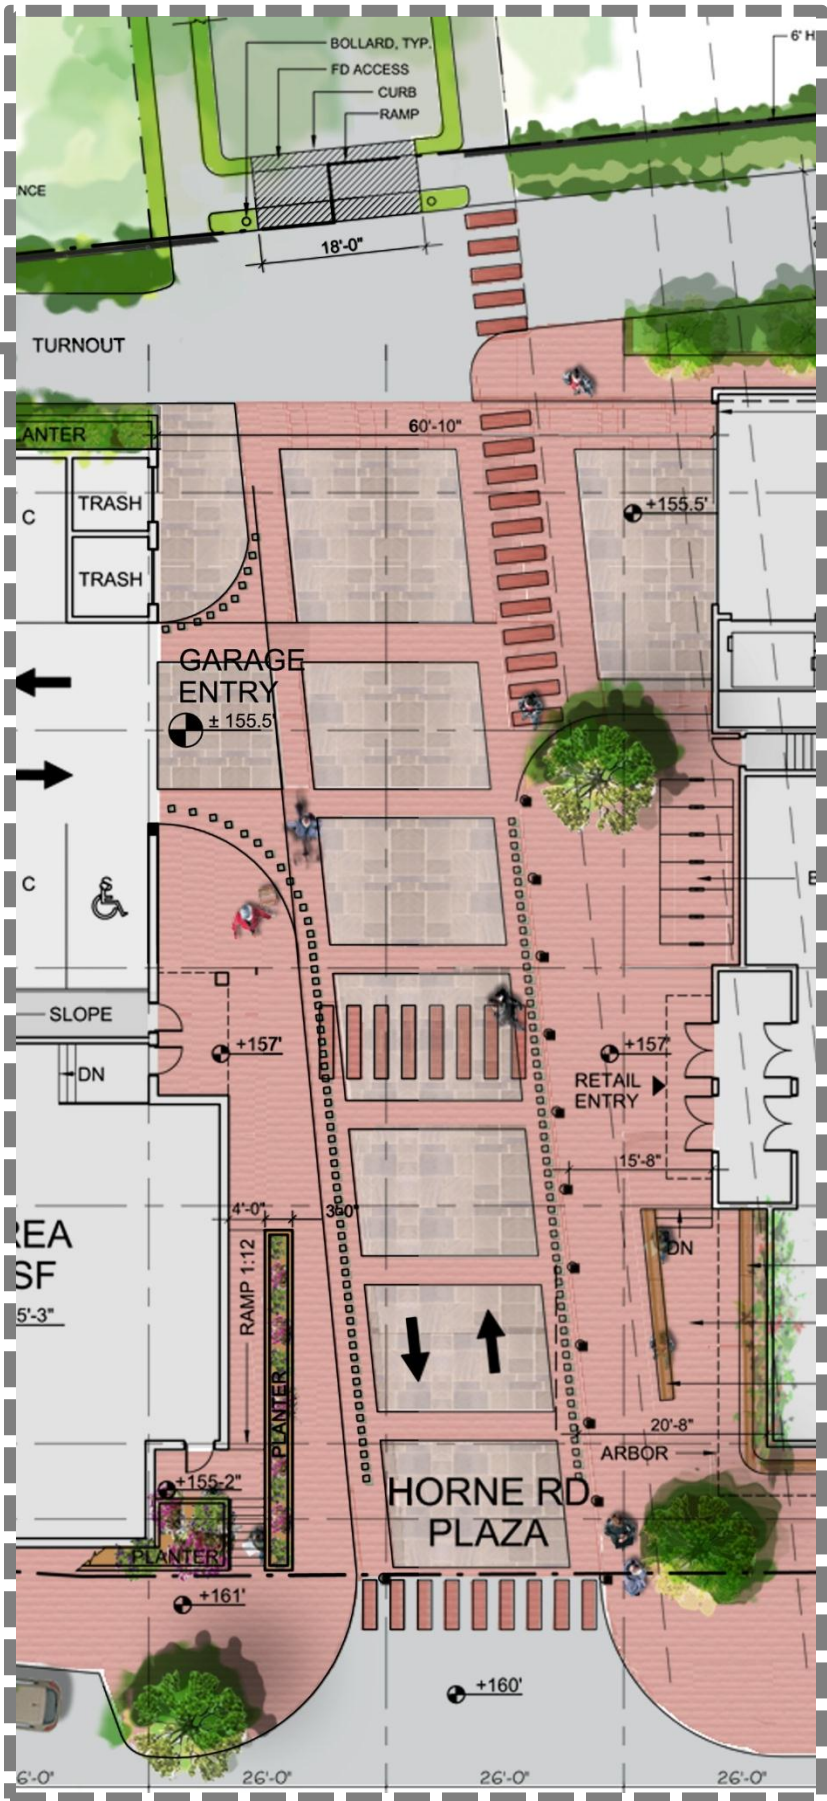 BOLLARD, TYP.
FD ACCESS
CURB
RAMP
6' H
NCE
18'-0"
TURNOUT
ANTER
60'-10"
TRASH
C
+155.5'
TRASH
GARAGE
ENTRY
± 155.5'
C
S
SLOPE
+157'
+157'
DN
RETAIL
ENTRY
15'-8"
4'-0"
REA
SF
RAMP 1:12
DN
5'-3"
PLANTER
20'-8"
ARBOR
+155-2"
HORNE RD
PLAZA
PLANTER
+161'
+160'
6'-0"
26'-0"
26'-0"
26'-0"